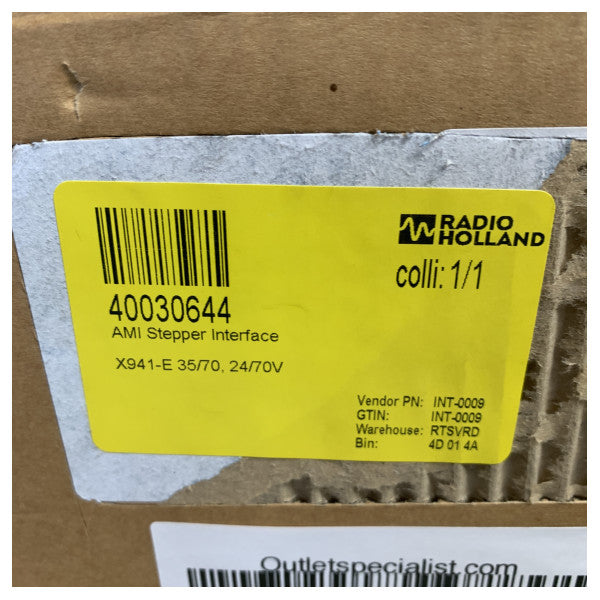 RADIO
HOLLAND
colli: 1/1
40030644
AMI Stepper Interface
X941-E 35/70, 24/70V
Vendor PN: INT-0009
GTIN: INT-0009
Warehouse: RTSVRD
Bin: 4D 01 4A
Outletspecialist.com